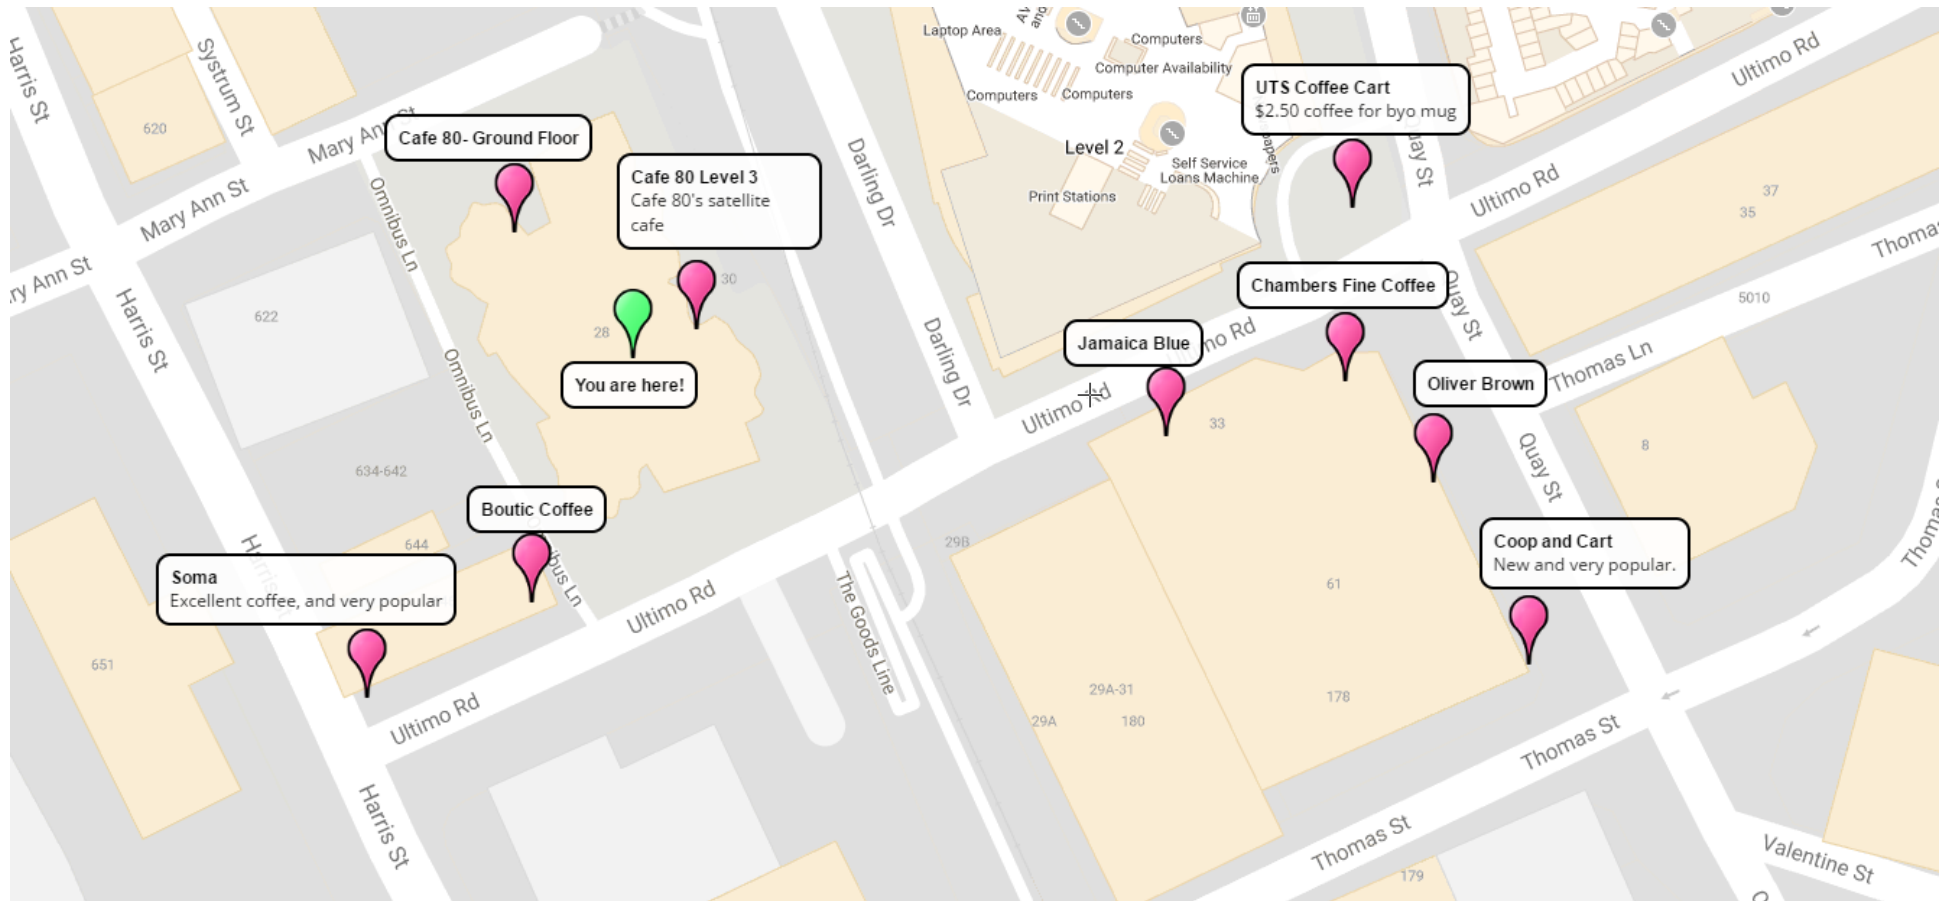 Harris St
Systrum St
620
Mary Ann St
Mary Ann St
Harris St
622
Cafe 80- Ground Floor
Omnibus Ln
Cafe 80 Level 3
Cafe 80's satellite
cafe
30
28
You are here!
Omnibus Ln
634-642
Boutic Coffee
644
Soma
Excellent coffee, and very popular
651
Ultimo Rd
Harris St
Ultimo Rd
The Goods Line
Laptop Area
Computers
Computer Availability
Computers
Computers
Level 2
Self Service
Loans Machine
Print Stations
Darling Dr
Darling Dr
UTS Coffee Cart
$2.50 coffee for byo mug
Quay St
Ultimo Rd
Ultimo Rd
37
35
Thomas
5010
Chambers Fine Coffee
Quay St
Jamaica Blue
Ultimo Rd
Oliver Brown
Thomas Ln
33
8
Quay St
29B
61
Coop and Cart
New and very popular.
Thomas
29A-31
29A
180
178
Thomas St
Thomas St
179
Valentine St